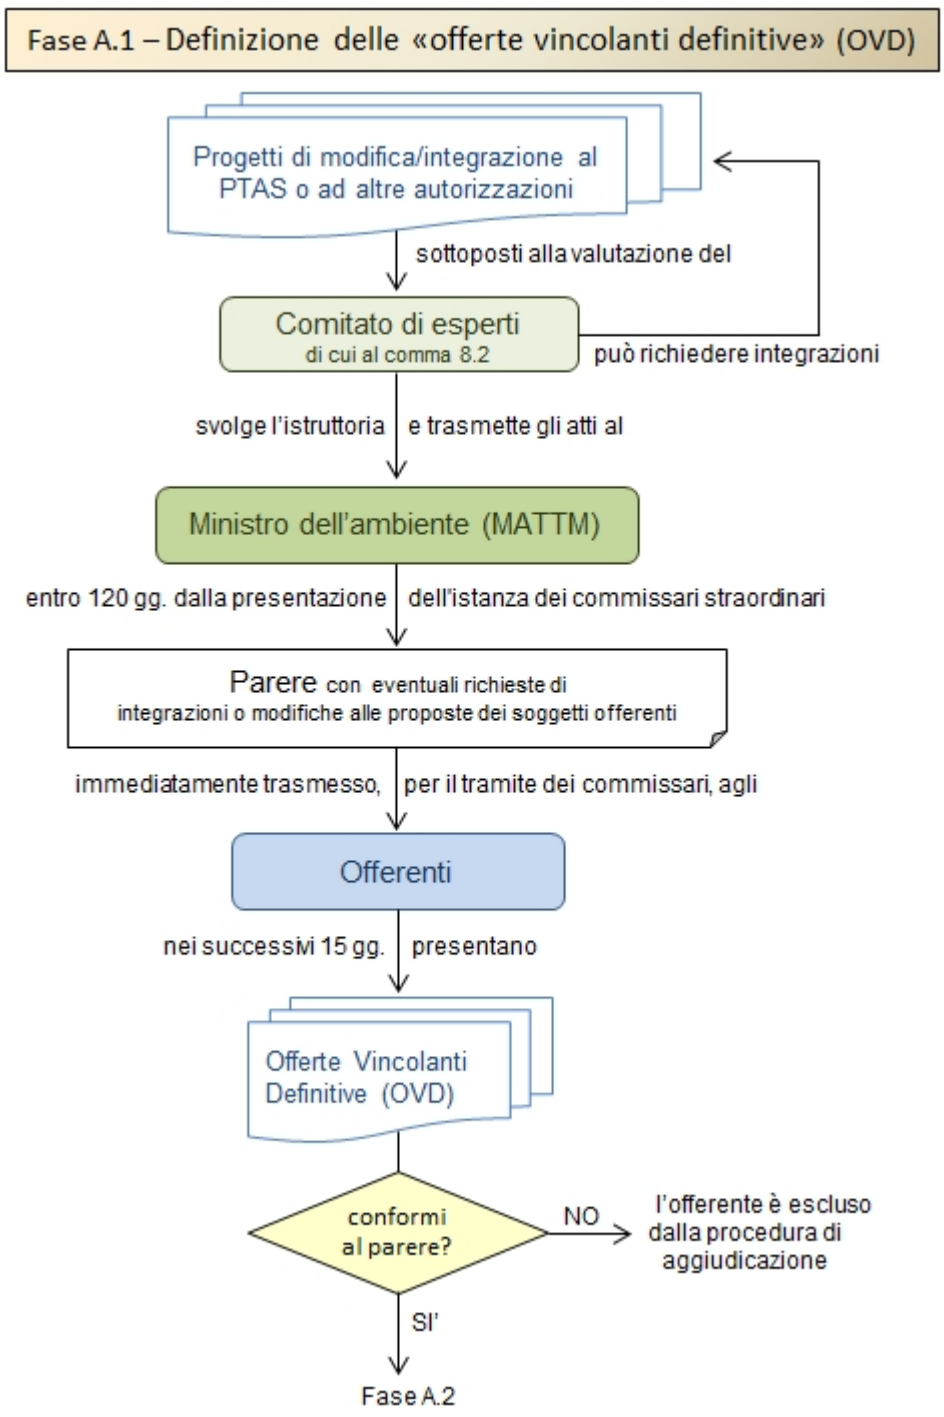 Fase A.1 – Definizione delle «offerte vincolanti definitive» (OVD)
Progetti di modifica/integrazione al
PTAS o ad altre autorizzazioni
sottoposti alla valutazione del
Comitato di esperti
di cui al comma 8.2
può richiedere integrazioni
svolge l'istruttoria e trasmette gli atti al
Ministro dell'ambiente (MATTM)
entro 120 gg. dalla presentazione dell'istanza dei commissari straordinari
Parere con eventuali richieste di
integrazioni o modifiche alle proposte dei soggetti offerenti
immediatamente trasmesso, per il tramite dei commissari, agli
Offerenti
nei successivi 15 gg. presentano
Offerte Vincolanti
Definitive (OVD)
conformi
al parere?
NO
l'offerente è escluso
dalla procedura di
aggiudicazione
SI'
Fase A.2